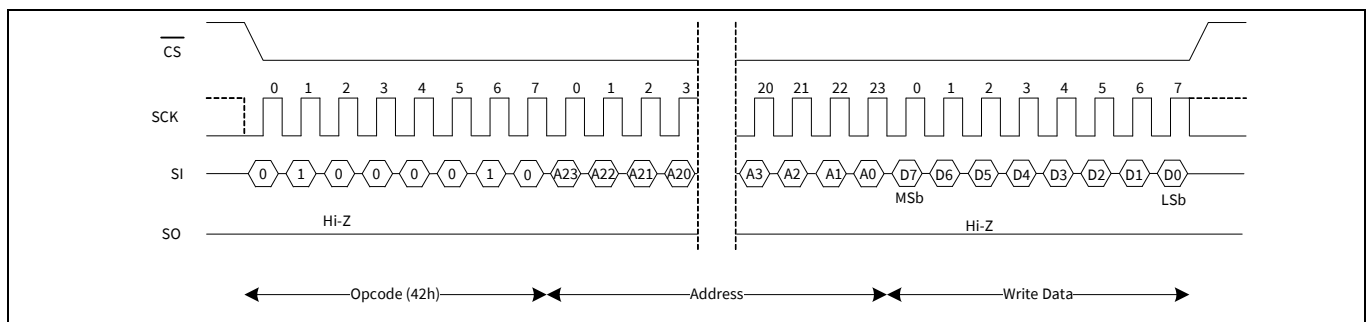 CS
0 1 2 3 4 5 6 7 0 1 2 3 20 21 22 23 0 1 2 3 4 5 6 7
SCK
SI 0 1 0 0 0 0 1 0 A23 A22 A21 A20 A3 A2 A1 A0 D7 D6 D5 D4 D3 D2 D1 D0
MSb LSb
Hi-Z Hi-Z
SO
Opcode (42h) Address Write Data